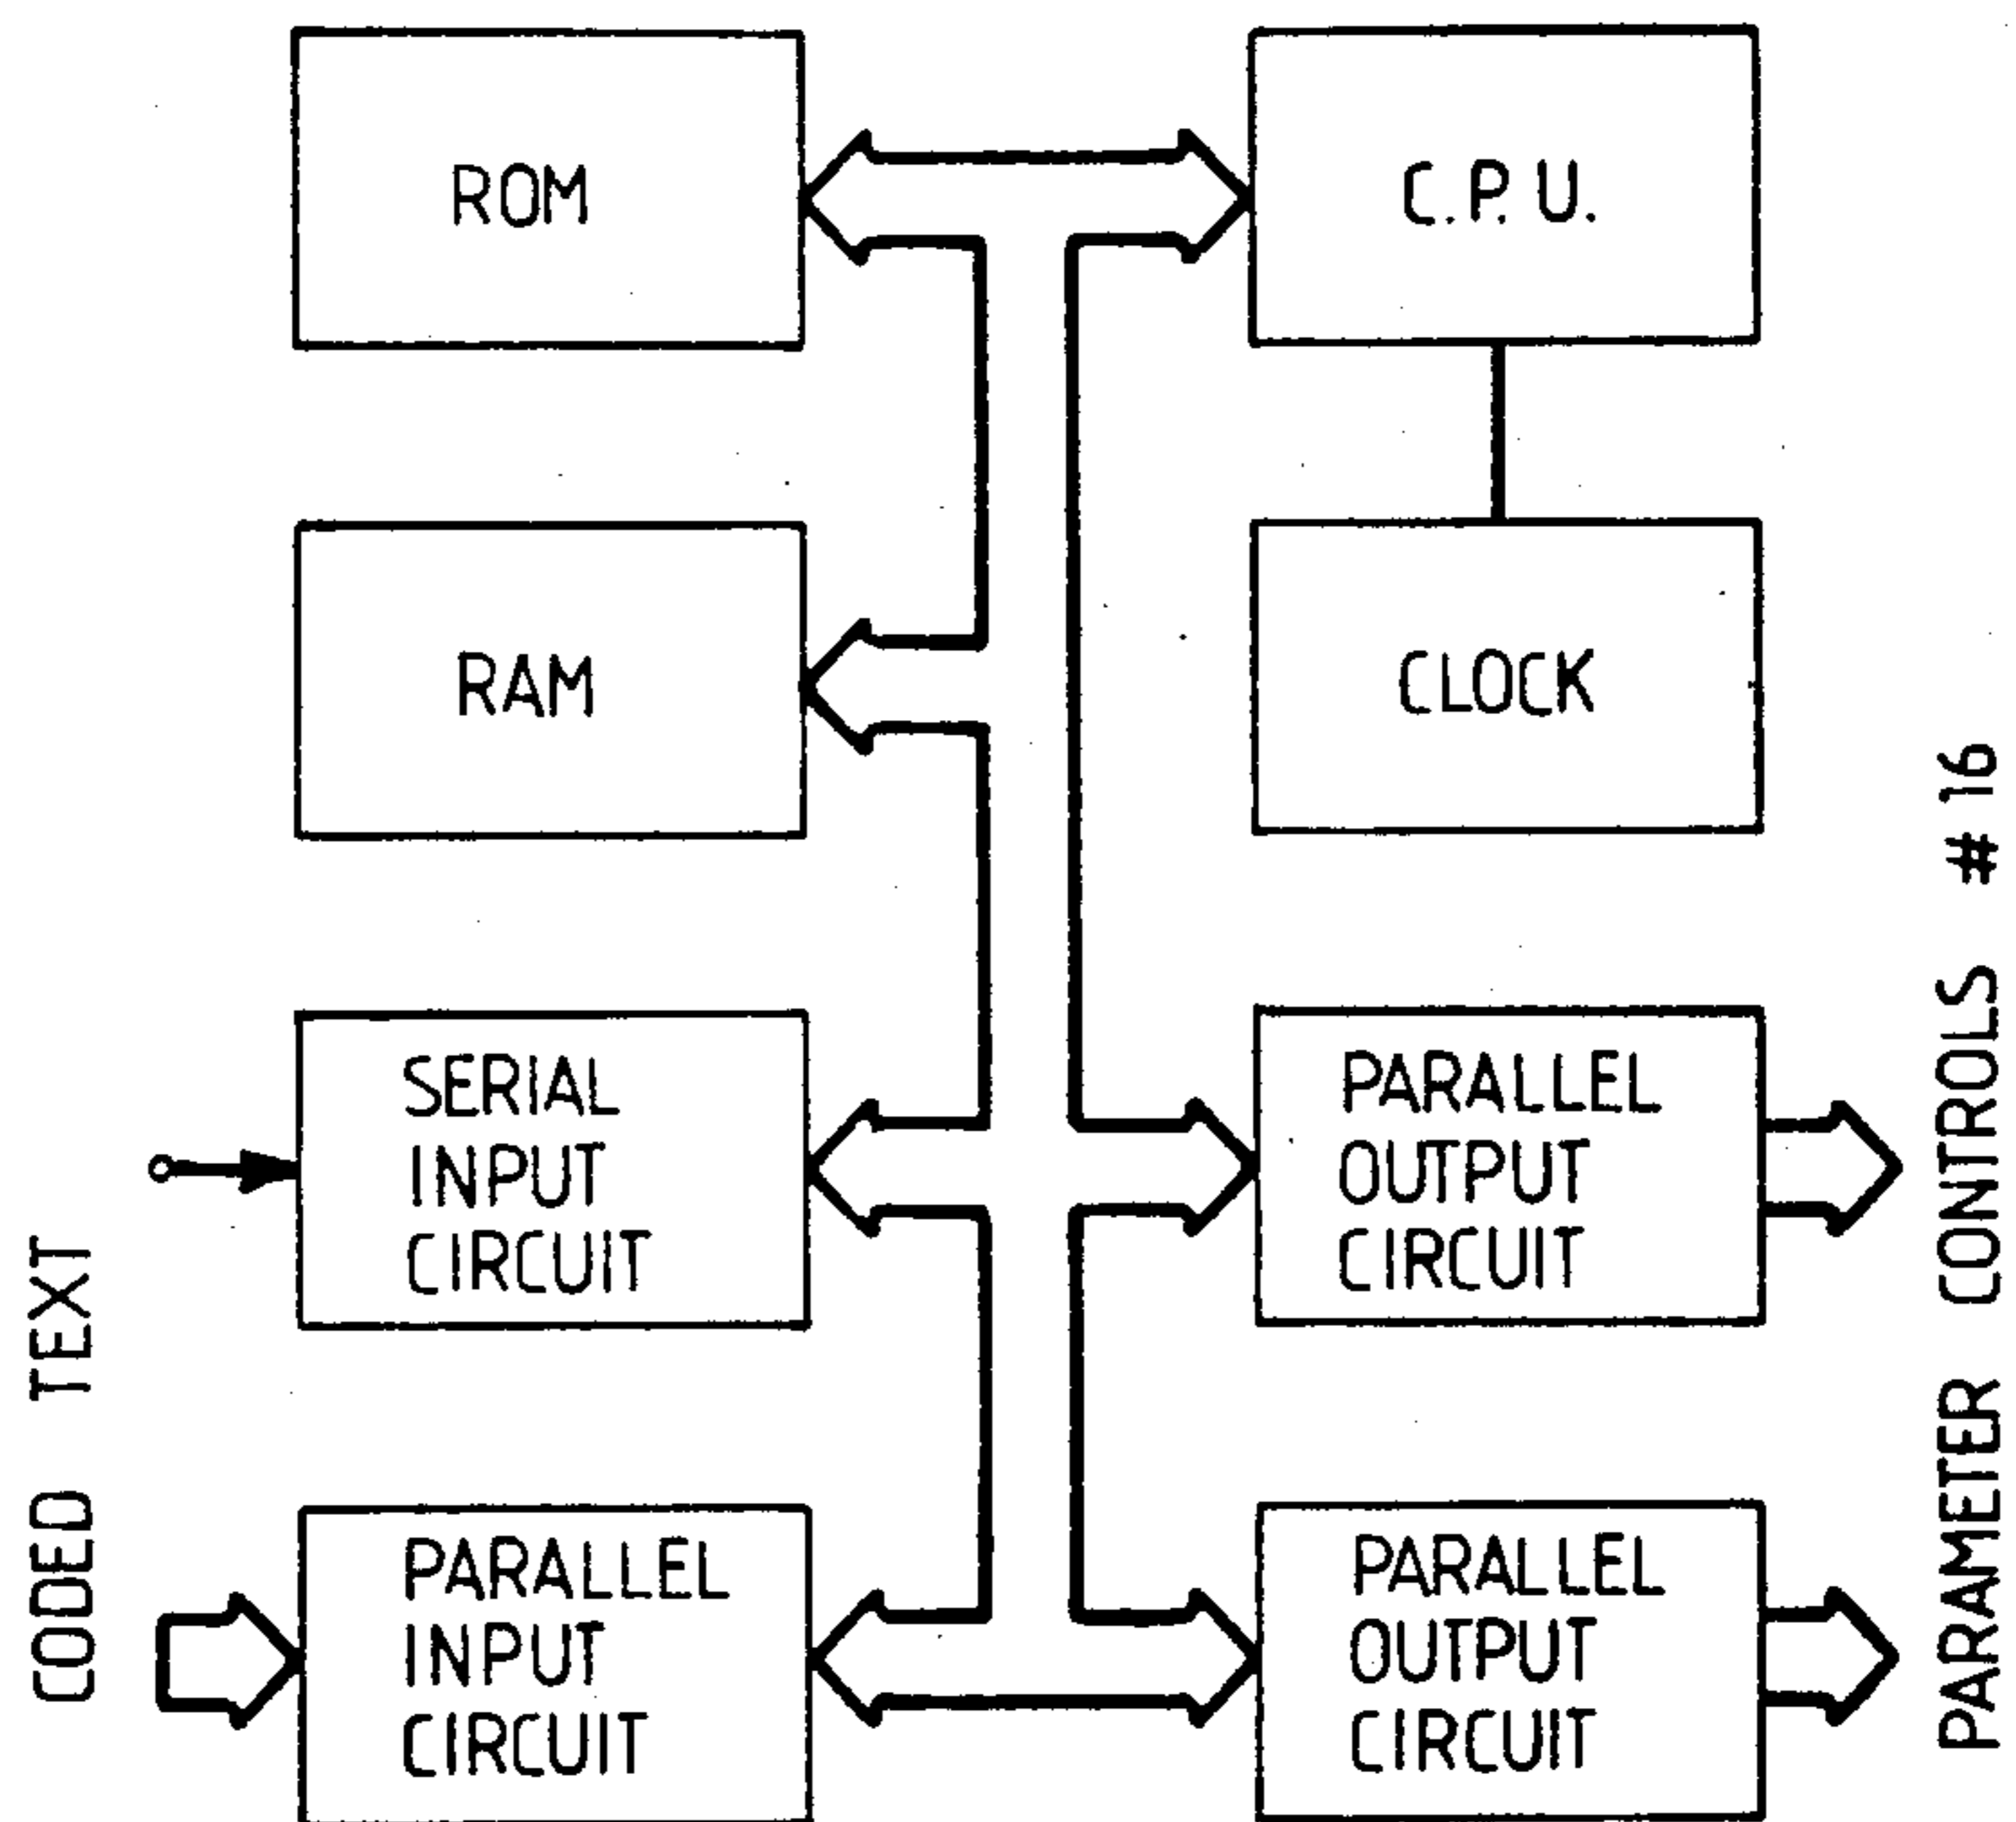 ROM
C.P.U.
RAM
CLOCK
SERIAL
INPUT
CIRCUIT
PARALLEL
OUTPUT
CIRCUIT
PARALLEL
INPUT
CIRCUIT
PARALLEL
OUTPUT
CIRCUIT
CODED TEXT
PARAMETER CONTROLS #16